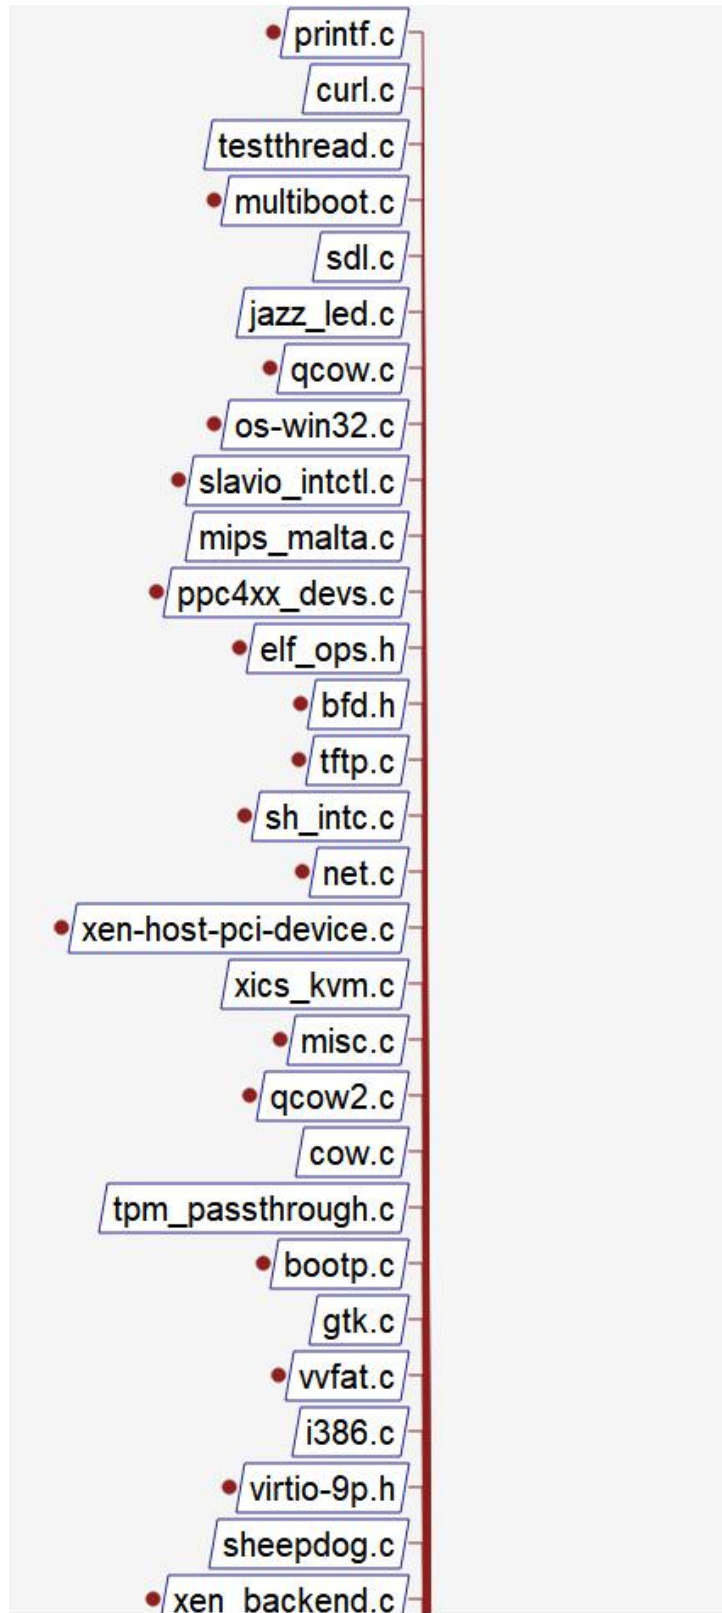 printf.c
curl.c
testthread.c
multiboot.c
sdl.c
jazz_led.c
qcow.c
os-win32.c
slavio_intctl.c
mips_malta.c
ppc4xx_devs.c
elf_ops.h
bfd.h
tftp.c
sh_intc.c
net.c
xen-host-pci-device.c
xics_kvm.c
misc.c
qcow2.c
cow.c
tpm_passthrough.c
bootp.c
gtk.c
vvfat.c
i386.c
virtio-9p.h
sheepdog.c
xen_backend.c